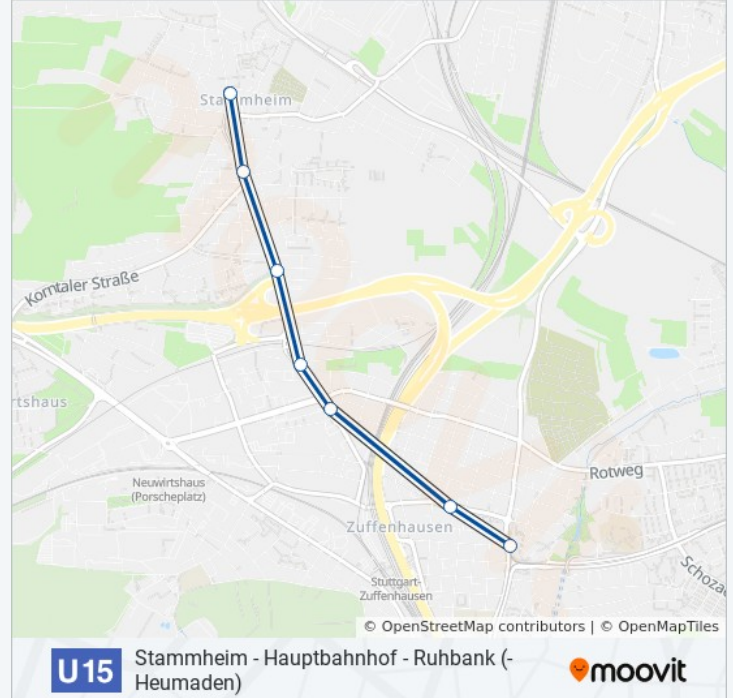 Stammheim
Korntaler Straße
rtshaus
Neuwirtshaus
(Porscheplatz)
Rotweg
Zuffenhausen
Stuttgart-
Zuffenhausen
Schoza
© OpenStreetMap contributors | © OpenMapTiles
U15
Stammheim - Hauptbahnhof - Ruhbank (-
Heumaden)
moovit